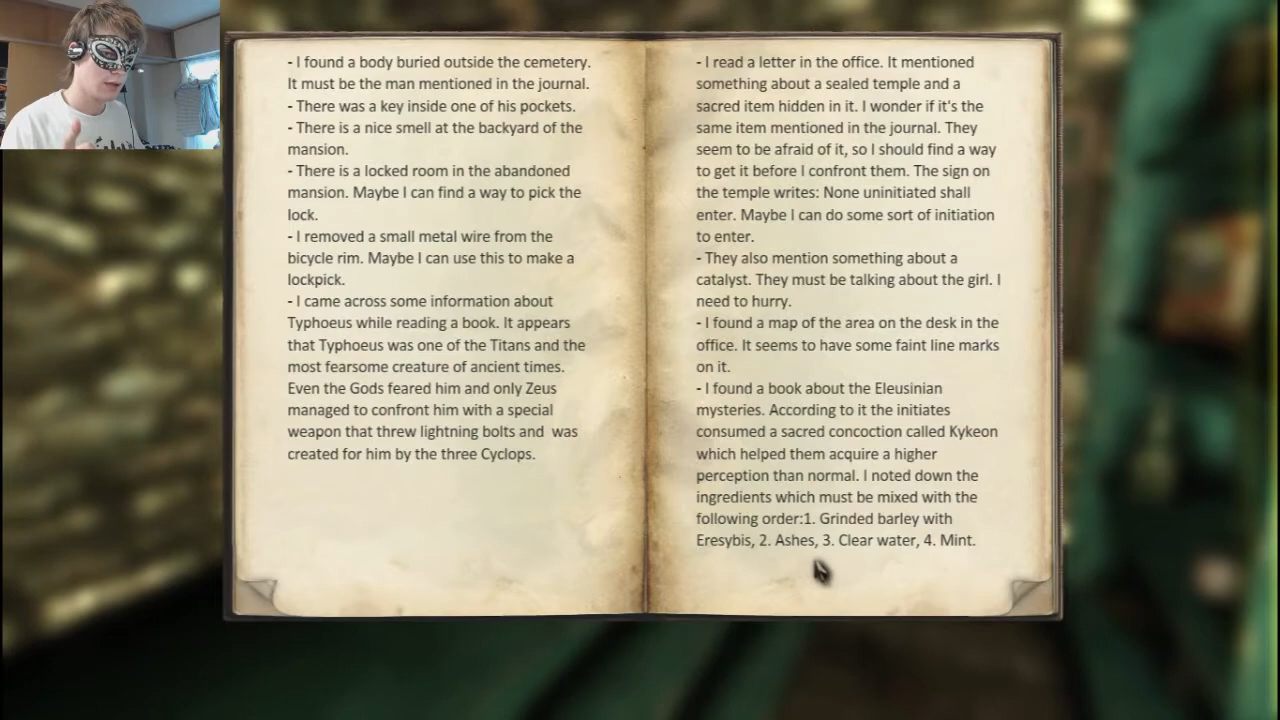 - I found a body buried outside the cemetery.
It must be the man mentioned in the journal.
- There was a key inside one of his pockets.
- There is a nice smell at the backyard of the
mansion.
- There is a locked room in the abandoned
mansion. Maybe I can find a way to pick the
lock.
- I removed a small metal wire from the
bicycle rim. Maybe I can use this to make a
lockpick.
- I came across some information about
Typhoeus while reading a book. It appears
that Typhoeus was one of the Titans and the
most fearsome creature of ancient times.
Even the Gods feared him and only Zeus
managed to confront him with a special
weapon that threw lightning bolts and  was
created for him by the three Cyclops.
- I read a letter in the office. It mentioned
something about a sealed temple and a
sacred item hidden in it. I wonder if it's the
same item mentioned in the journal. They
seem to be afraid of it, so I should find a way
to get it before I confront them. The sign on
the temple writes: None uninitiated shall
enter. Maybe I can do some sort of initiation
to enter.
- They also mention something about a
catalyst. They must be talking about the girl. I
need to hurry.
- I found a map of the area on the desk in the
office. It seems to have some faint line marks
on it.
- I found a book about the Eleusinian
mysteries. According to it the initiates
consumed a sacred concoction called Kykeon
which helped them acquire a higher
perception than normal. I noted down the
ingredients which must be mixed with the
following order:1. Grinded barley with
Eresybis, 2. Ashes, 3. Clear water, 4. Mint.